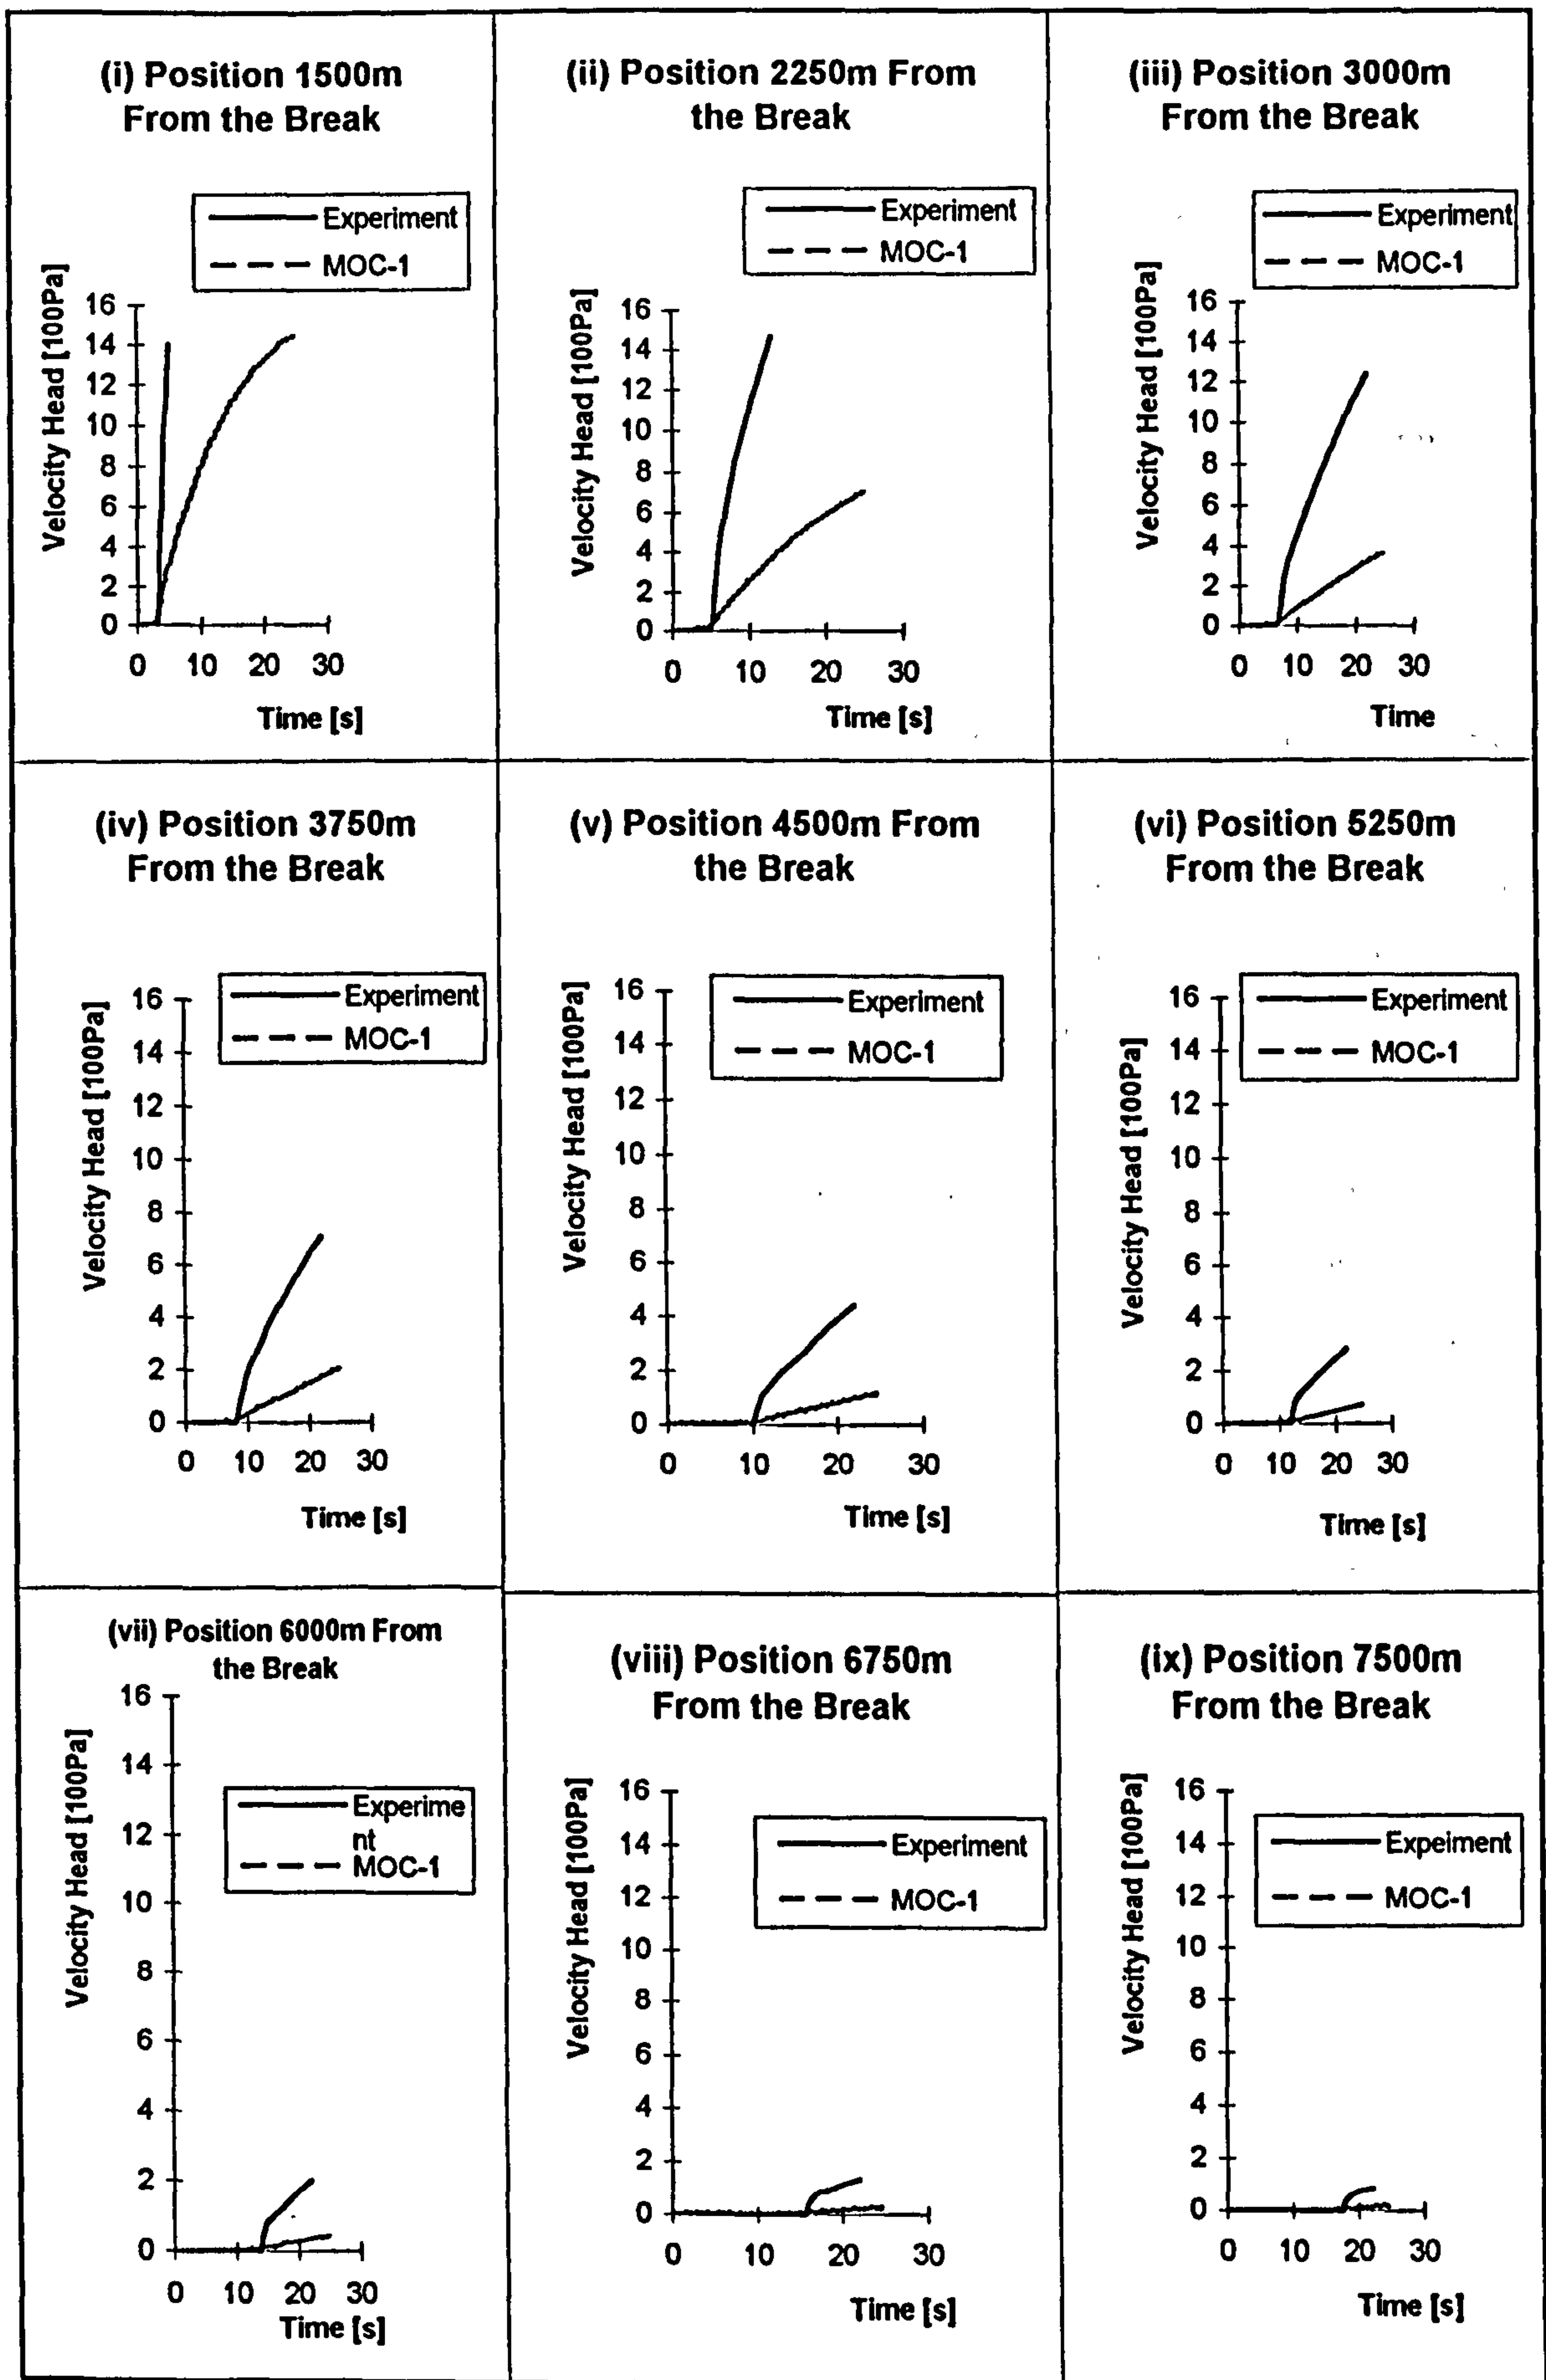 (i) Position 1500m
From the Break
Experiment
MOC-1
Velocity Head [100Pa]
16
14
12
10
8
6
4
2
0
0 10 20 30
Time [s]
(ii) Position 2250m From
the Break
Experiment
MOC-1
Velocity Head [100Pa]
16
14
12
10
8
6
4
2
0
0 10 20 30
Time [s]
(iii) Position 3000m
From the Break
Experiment
MOC-1
Velocity Head [100Pa]
16
14
12
10
8
6
4
2
0
0 10 20 30
Time
(iv) Position 3750m
From the Break
Experiment
MOC-1
Velocity Head [100Pa]
16
14
12
10
8
6
4
2
0
0 10 20 30
Time [s]
(v) Position 4500m From
the Break
Experiment
MOC-1
Velocity Head [100Pa]
16
14
12
10
8
6
4
2
0
0 10 20 30
Time [s]
(vi) Position 5250m
From the Break
Experiment
MOC-1
Velocity Head [100Pa]
16
14
12
10
8
6
4
2
0
0 10 20 30
Time [s]
(vii) Position 6000m From
the Break
Experime
nt
MOC-1
Velocity Head [100Pa]
16
14
12
10
8
6
4
2
0
0 10 20 30
Time [s]
(viii) Position 6750m
From the Break
Experiment
MOC-1
Velocity Head [100Pa]
16
14
12
10
8
6
4
2
0
0 10 20 30
Time [s]
(ix) Position 7500m
From the Break
Expeiment
MOC-1
Velocity Head [100Pa]
16
14
12
10
8
6
4
2
0
0 10 20 30
Time [s]